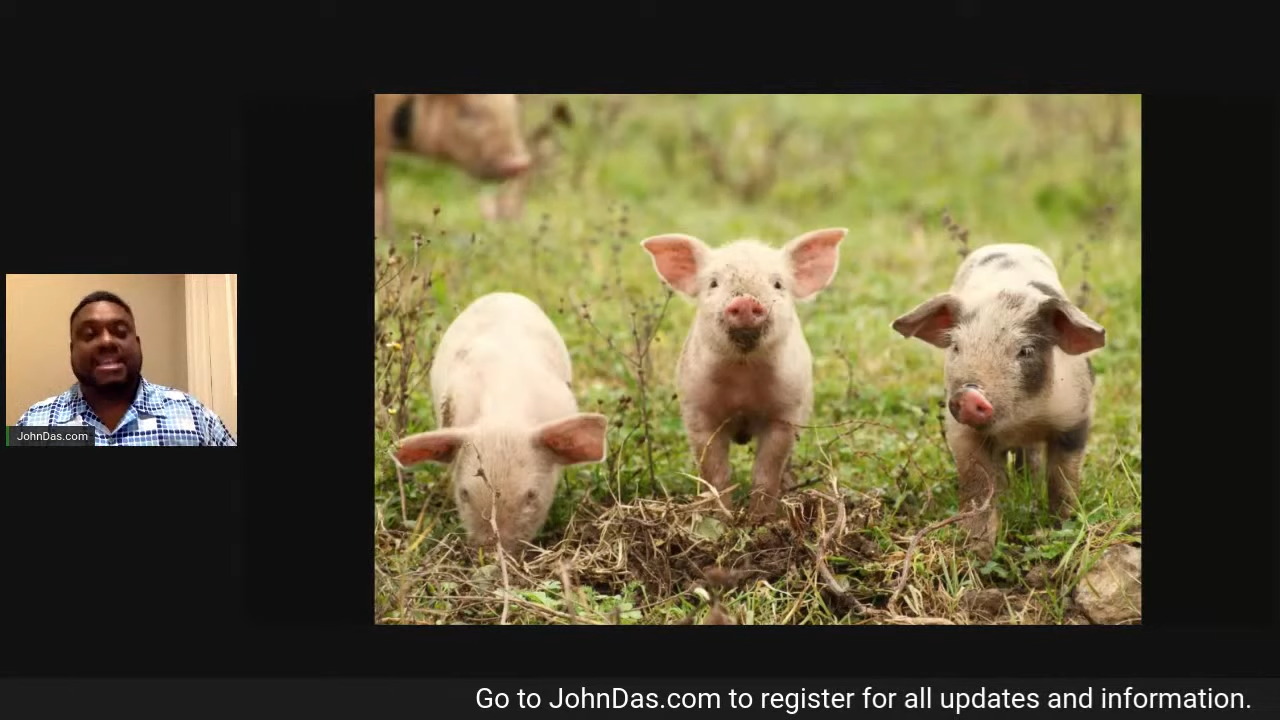 JohnDas.com
Go to JohnDas.com to register for all updates and information.